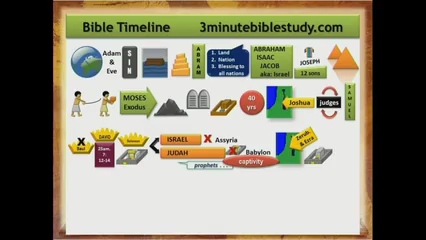 Bible Timeline 3minutebiblestudy.com
Adam & Eve
SIN
ABRAM
1. Land
2. Nation
3. Blessing to all nations
ABRAHAM
ISAAC
JACOB
aka: Israel
JOSEPH
12 sons
MOSES
Exodus
40 yrs
Joshua
judges
SAMUEL
X
Saul
DAVID
2Sam. 7: 12-14
Solomon
ISRAEL X Assyria
JUDAH X Babylon
prophets . . .
captivity
Zerub. & Ezra